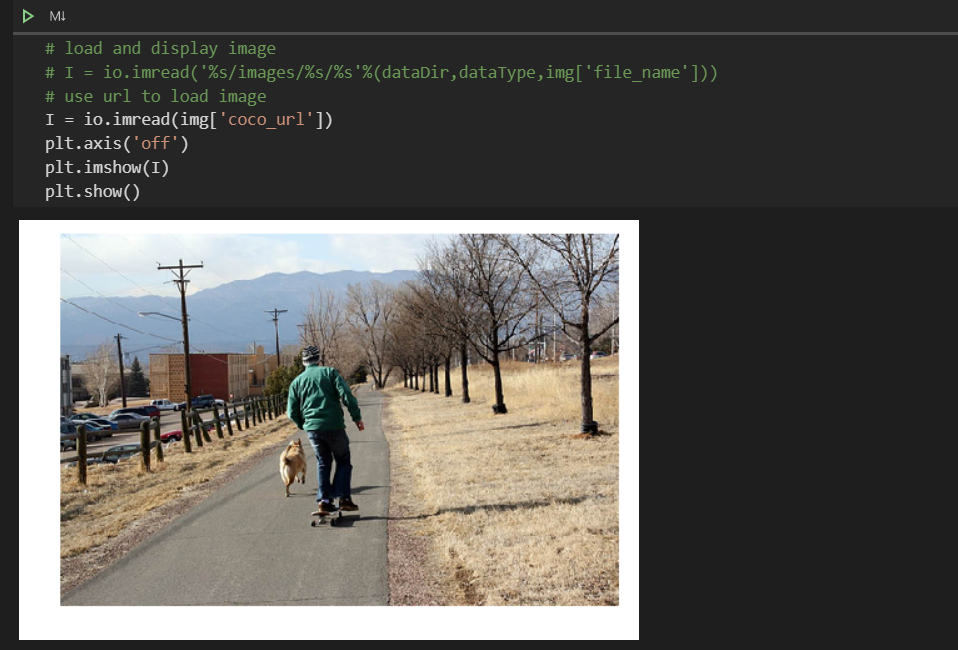 M↓
# load and display image
# I = io.imread('%s/images/%s/%s'%(dataDir,dataType,img['file_name']))
# use url to load image
I = io.imread(img['coco_url'])
plt.axis('off')
plt.imshow(I)
plt.show()